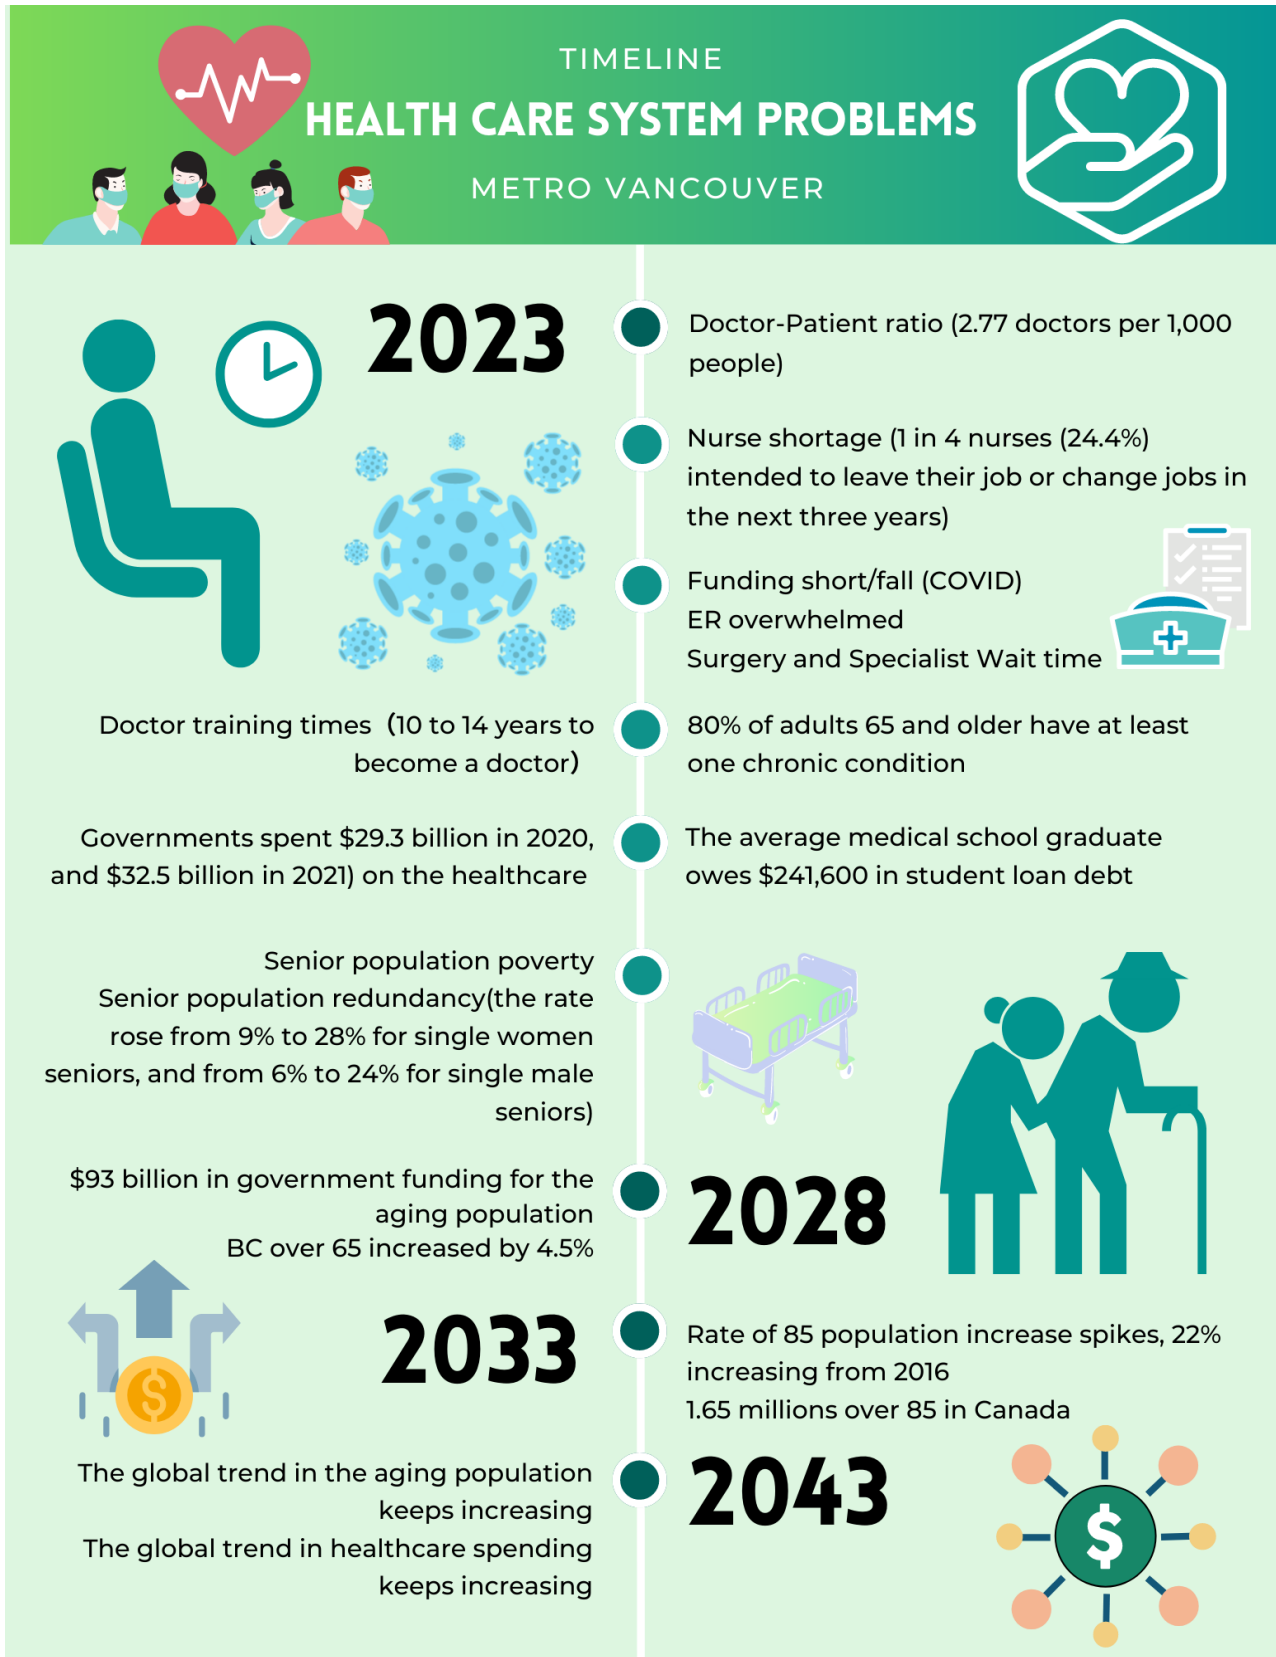 TIMELINE
HEALTH CARE SYSTEM PROBLEMS
METRO VANCOUVER
2023
Doctor-Patient ratio (2.77 doctors per 1,000
people)
Nurse shortage (1 in 4 nurses (24.4%)
intended to leave their job or change jobs in
the next three years)
Funding short/fall (COVID)
ER overwhelmed
Surgery and Specialist Wait time
Doctor training times (10 to 14 years to
become a doctor)
80% of adults 65 and older have at least
one chronic condition
Governments spent $29.3 billion in 2020,
and $32.5 billion in 2021) on the healthcare
The average medical school graduate
owes $241,600 in student loan debt
Senior population poverty
Senior population redundancy(the rate
rose from 9% to 28% for single women
seniors, and from 6% to 24% for single male
seniors)
$93 billion in government funding for the
aging population
BC over 65 increased by 4.5%
2028
2033
Rate of 85 population increase spikes, 22%
increasing from 2016
1.65 millions over 85 in Canada
The global trend in the aging population
keeps increasing
The global trend in healthcare spending
keeps increasing
2043
$
$